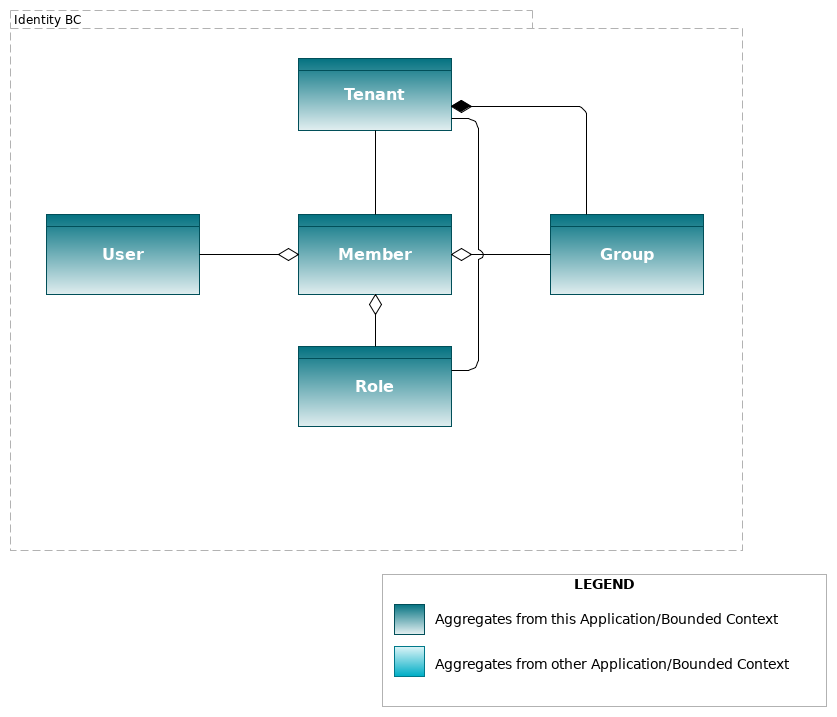 Identity BC
Tenant
User
Member
Group
Role
LEGEND
Aggregates from this Application/Bounded Context
Aggregates from other Application/Bounded Context